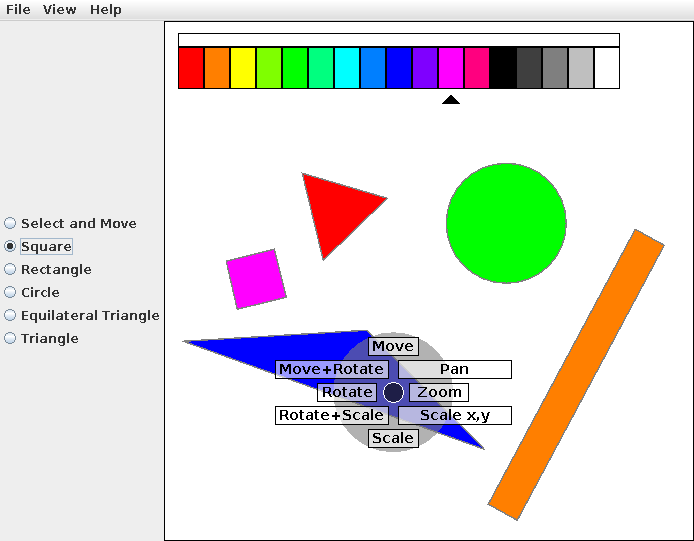 File View Help
Select and Move
Square
Rectangle
Circle
Equilateral Triangle
Triangle
Move
Move+Rotate Pan
Rotate Zoom
Rotate+Scale Scale x,y
Scale